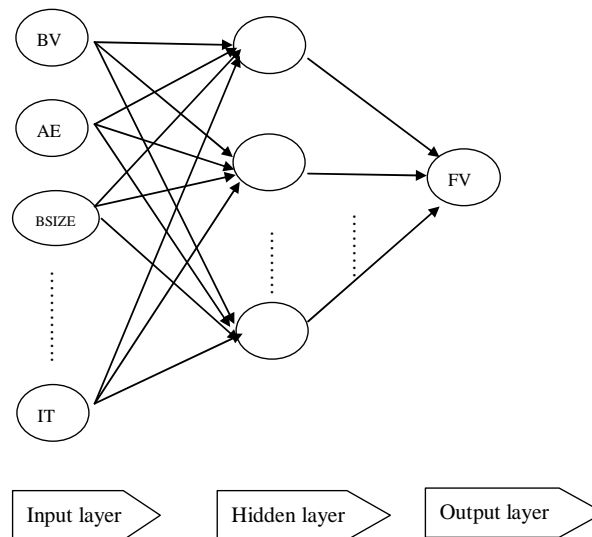 BV
AE
BSIZE
IT
FV
Input layer
Hidden layer
Output layer